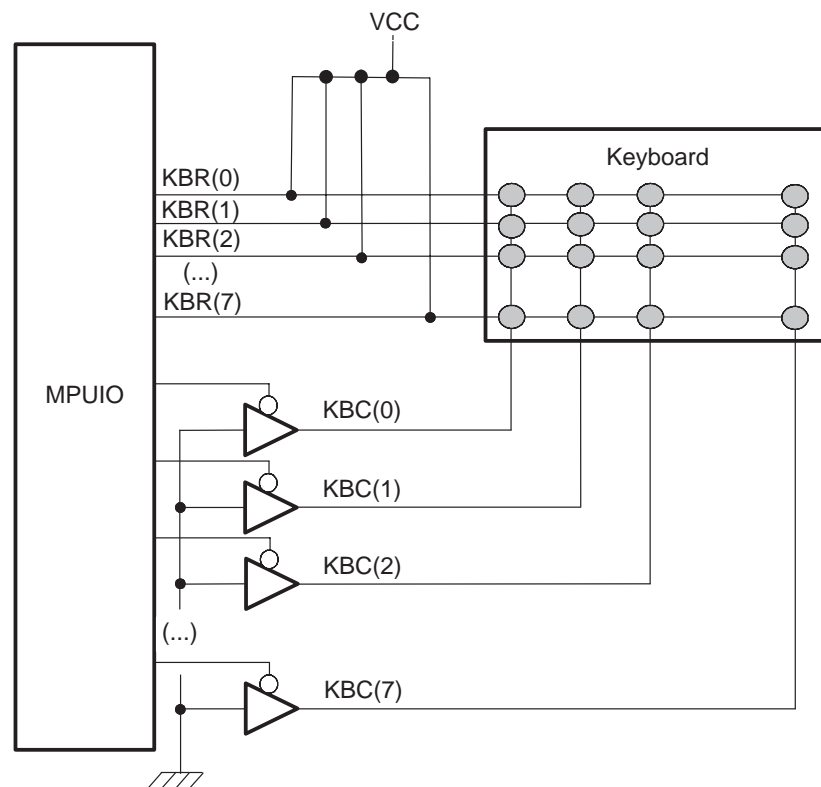 VCC
Keyboard
KBR(0)
KBR(1)
KBR(2)
(...)
KBR(7)
MPUIO
KBC(0)
KBC(1)
KBC(2)
(...)
KBC(7)